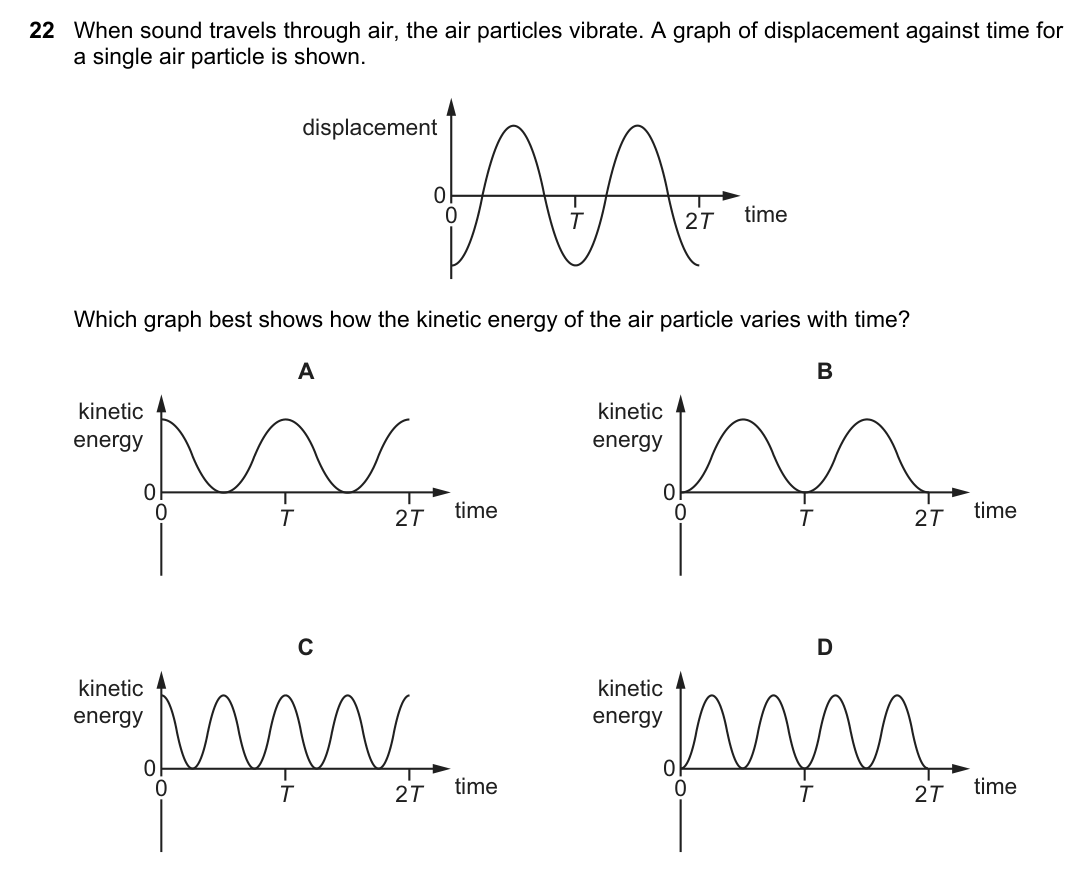 22 When sound travels through air, the air particles vibrate. A graph of displacement against time for
a single air particle is shown.
displacement
0
0
T
2T
time
Which graph best shows how the kinetic energy of the air particle varies with time?
A
kinetic
energy
0
0
T
2T
time
B
kinetic
energy
0
0
T
2T
time
C
kinetic
energy
0
0
T
2T
time
D
kinetic
energy
0
0
T
2T
time